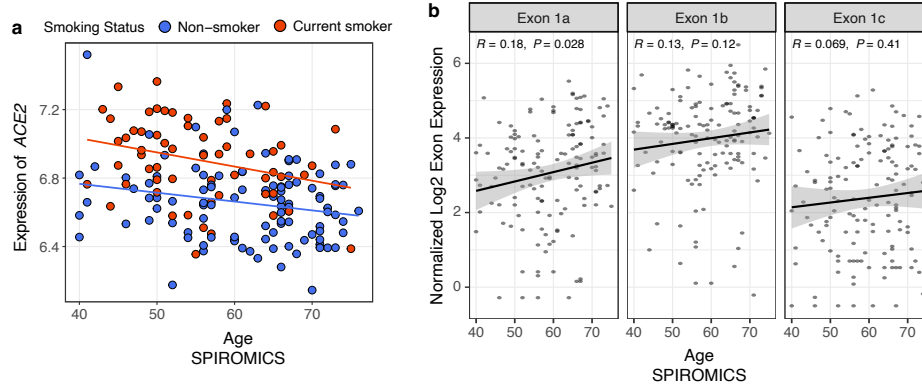 a
Smoking Status Non−smoker Current smoker
Expression of ACE2
7.2
6.8
6.4
40 50 60 70
Age
SPIROMICS
b
Exon 1a Exon 1b Exon 1c
R = 0.18, P = 0.028 R = 0.13, P = 0.12 R = 0.069, P = 0.41
Normalized Log2 Exon Expression
6
4
2
0
40 50 60 70 40 50 60 70 40 50 60 70
Age
SPIROMICS